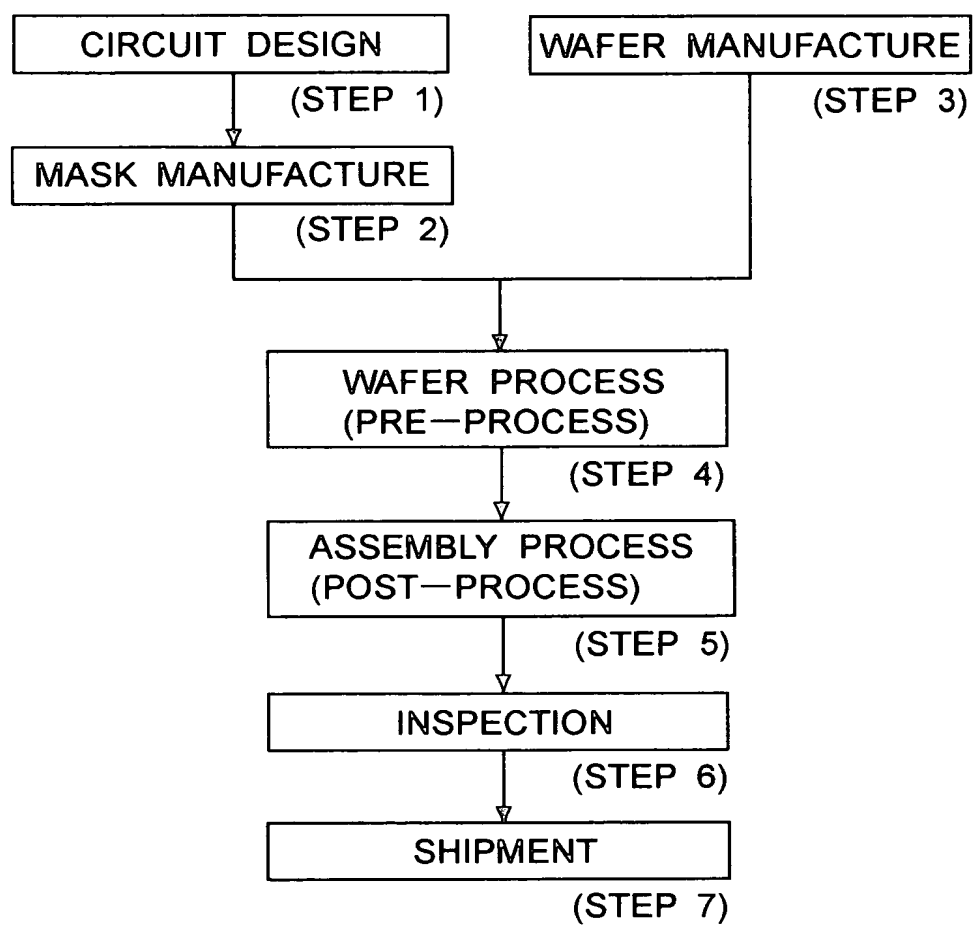 CIRCUIT DESIGN
(STEP 1)
WAFER MANUFACTURE
(STEP 3)
MASK MANUFACTURE
(STEP 2)
WAFER PROCESS
(PRE—PROCESS)
(STEP 4)
ASSEMBLY PROCESS
(POST—PROCESS)
(STEP 5)
INSPECTION
(STEP 6)
SHIPMENT
(STEP 7)